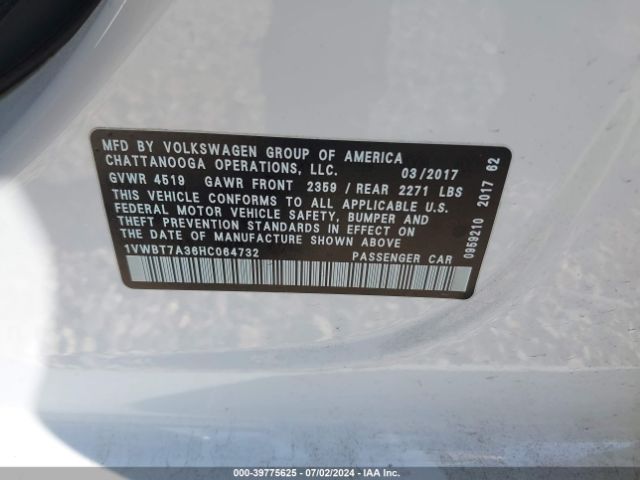 MFD BY VOLKSWAGEN GROUP OF AMERICA
CHATTANOOGA OPERATIONS, LLC. 03/2017
GVWR 4519 GAWR FRONT 2359 / REAR 2271 LBS
THIS VEHICLE CONFORMS TO ALL APPLICABLE U.S.
FEDERAL MOTOR VEHICLE SAFETY, BUMPER AND
THEFT PREVENTION STANDARDS IN EFFECT ON
THE DATE OF MANUFACTURE SHOWN ABOVE
1VWBT7A36HC064732 PASSENGER CAR
0959210 2017 62
000-39775625 - 07/02/2024 - IAA Inc.